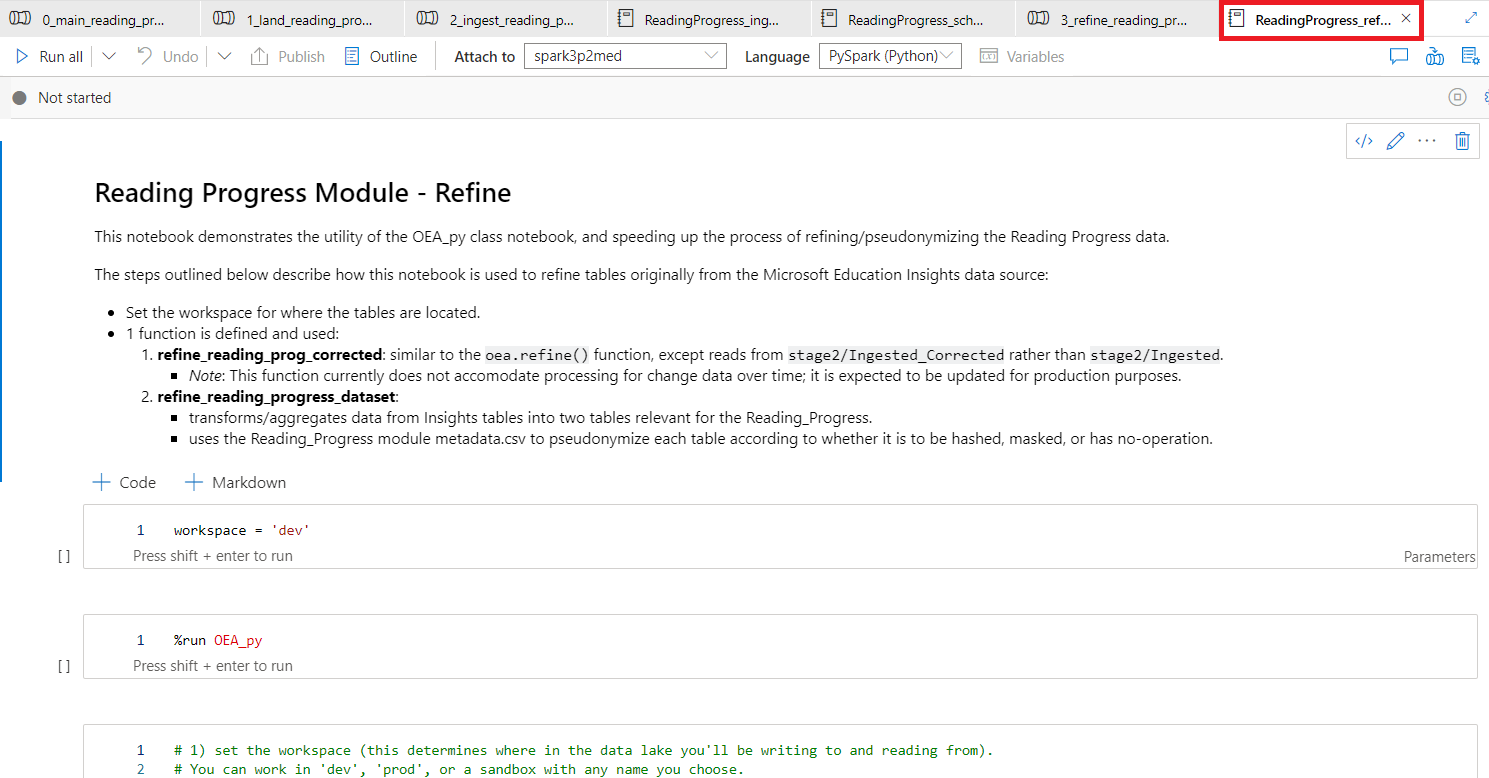 0_main_reading_pr...
1_land_reading_pro...
2_ingest_reading_p...
ReadingProgress_ing...
ReadingProgress_sch...
3_refine_reading_pr...
ReadingProgress_ref...
Run all
Undo
Publish
Outline
Attach to
spark3p2med
Language
PySpark (Python)
Variables
Not started
Reading Progress Module - Refine
This notebook demonstrates the utility of the OEA_py class notebook, and speeding up the process of refining/pseudonymizing the Reading Progress data.
The steps outlined below describe how this notebook is used to refine tables originally from the Microsoft Education Insights data source:
• Set the workspace for where the tables are located.
• 1 function is defined and used:
1. refine_reading_prog_corrected: similar to the oea.refine() function, except reads from stage2/Ingested_Corrected rather than stage2/Ingested.
▪ Note: This function currently does not accomodate processing for change data over time; it is expected to be updated for production purposes.
2. refine_reading_progress_dataset:
▪ transforms/aggregates data from Insights tables into two tables relevant for the Reading_Progress.
▪ uses the Reading_Progress module metadata.csv to pseudonymize each table according to whether it is to be hashed, masked, or has no-operation.
+ Code + Markdown
1 workspace = 'dev'
[ ] Press shift + enter to run
Parameters
1 %run OEA_py
[ ] Press shift + enter to run
1 # 1) set the workspace (this determines where in the data lake you'll be writing to and reading from).
2 # You can work in 'dev', 'prod', or a sandbox with any name you choose.